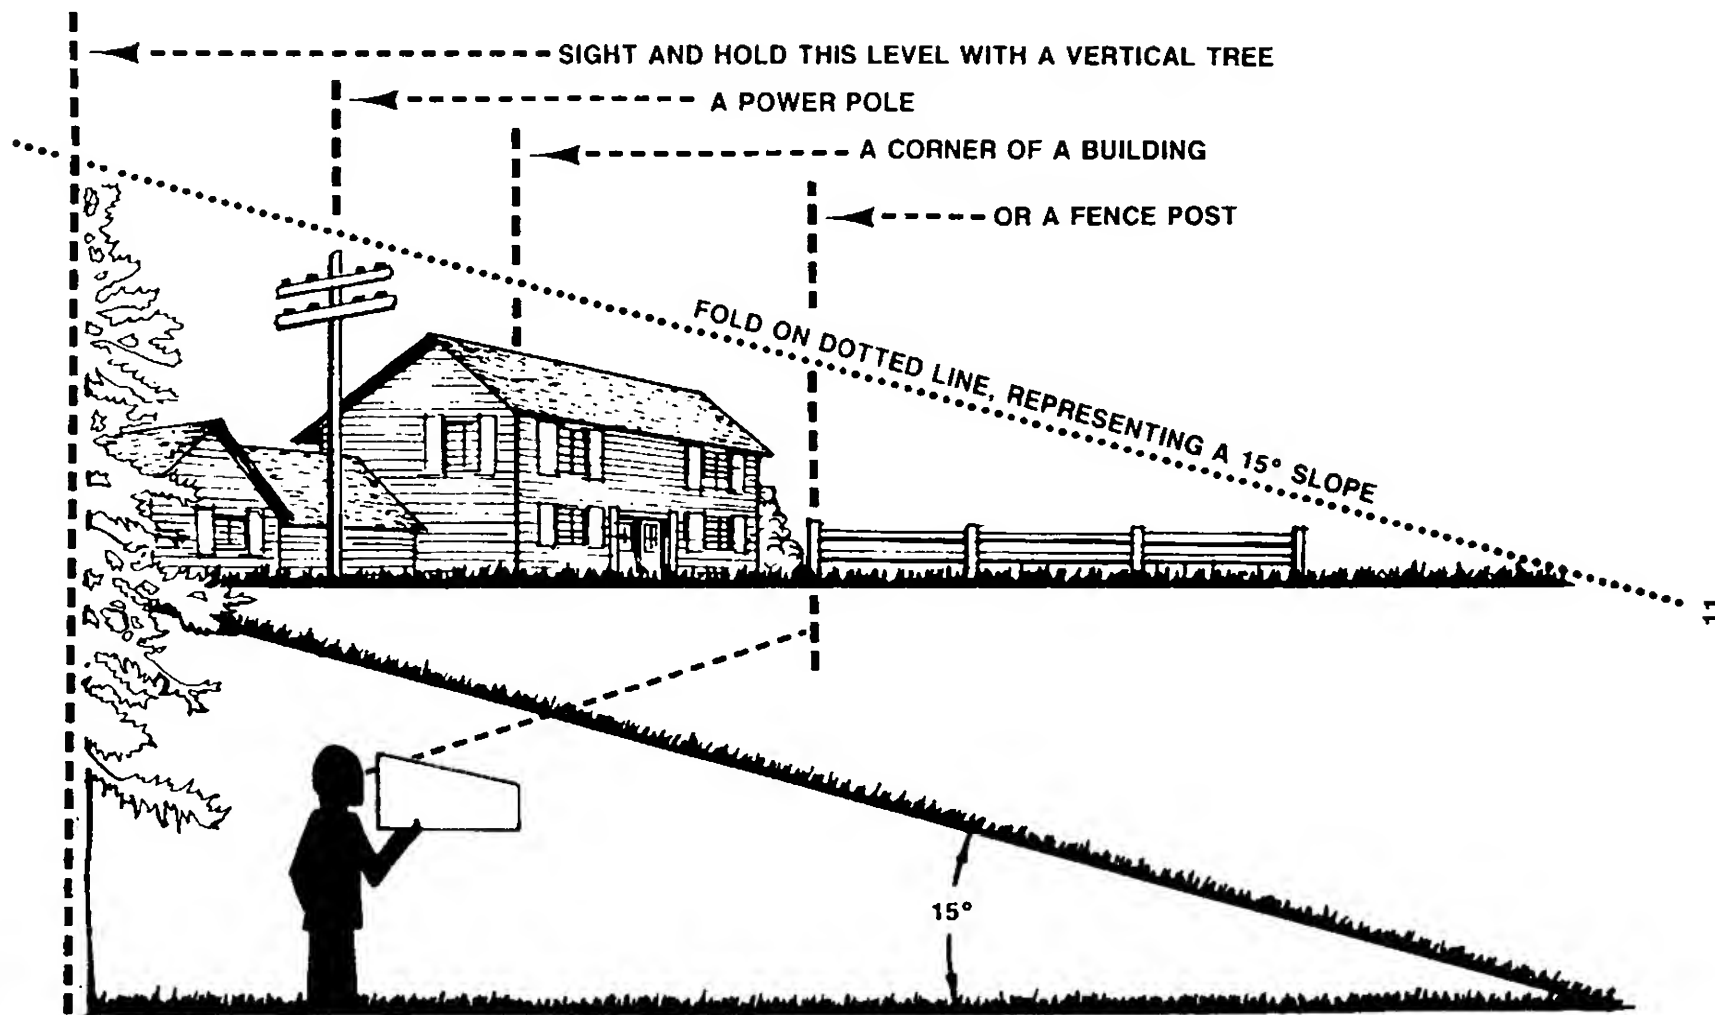 SIGHT AND HOLD THIS LEVEL WITH A VERTICAL TREE
A POWER POLE
A CORNER OF A BUILDING
OR A FENCE POST
FOLD ON DOTTED LINE, REPRESENTING A 15° SLOPE
11
15°